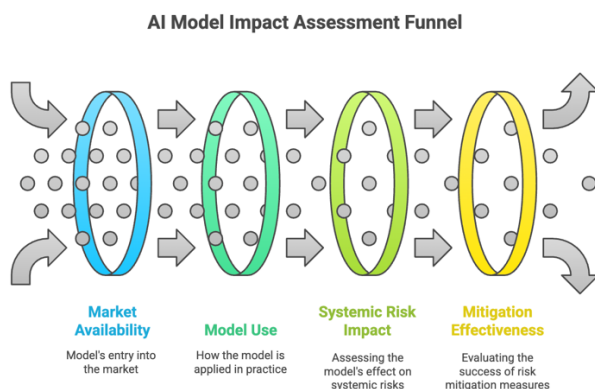 AI Model Impact Assessment Funnel
Market
Availability
Model's entry into
the market
Model Use
How the model is
applied in practice
Systemic Risk
Impact
Assessing the
model's effect on
systemic risks
Mitigation
Effectiveness
Evaluating the
success of risk
mitigation measures